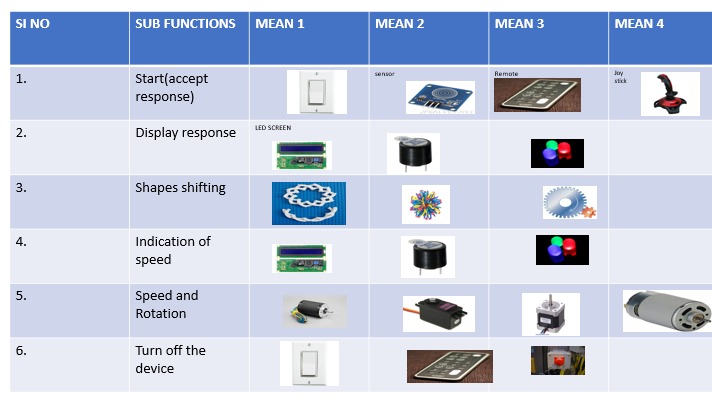 SI NO
SUB FUNCTIONS
MEAN 1
MEAN 2
MEAN 3
MEAN 4
1.
Start(accept
response)
sensor
Remote
Joy
stick
2.
Display response
LED SCREEN
3.
Shapes shifting
4.
Indication of
speed
5.
Speed and
Rotation
6.
Turn off the
device